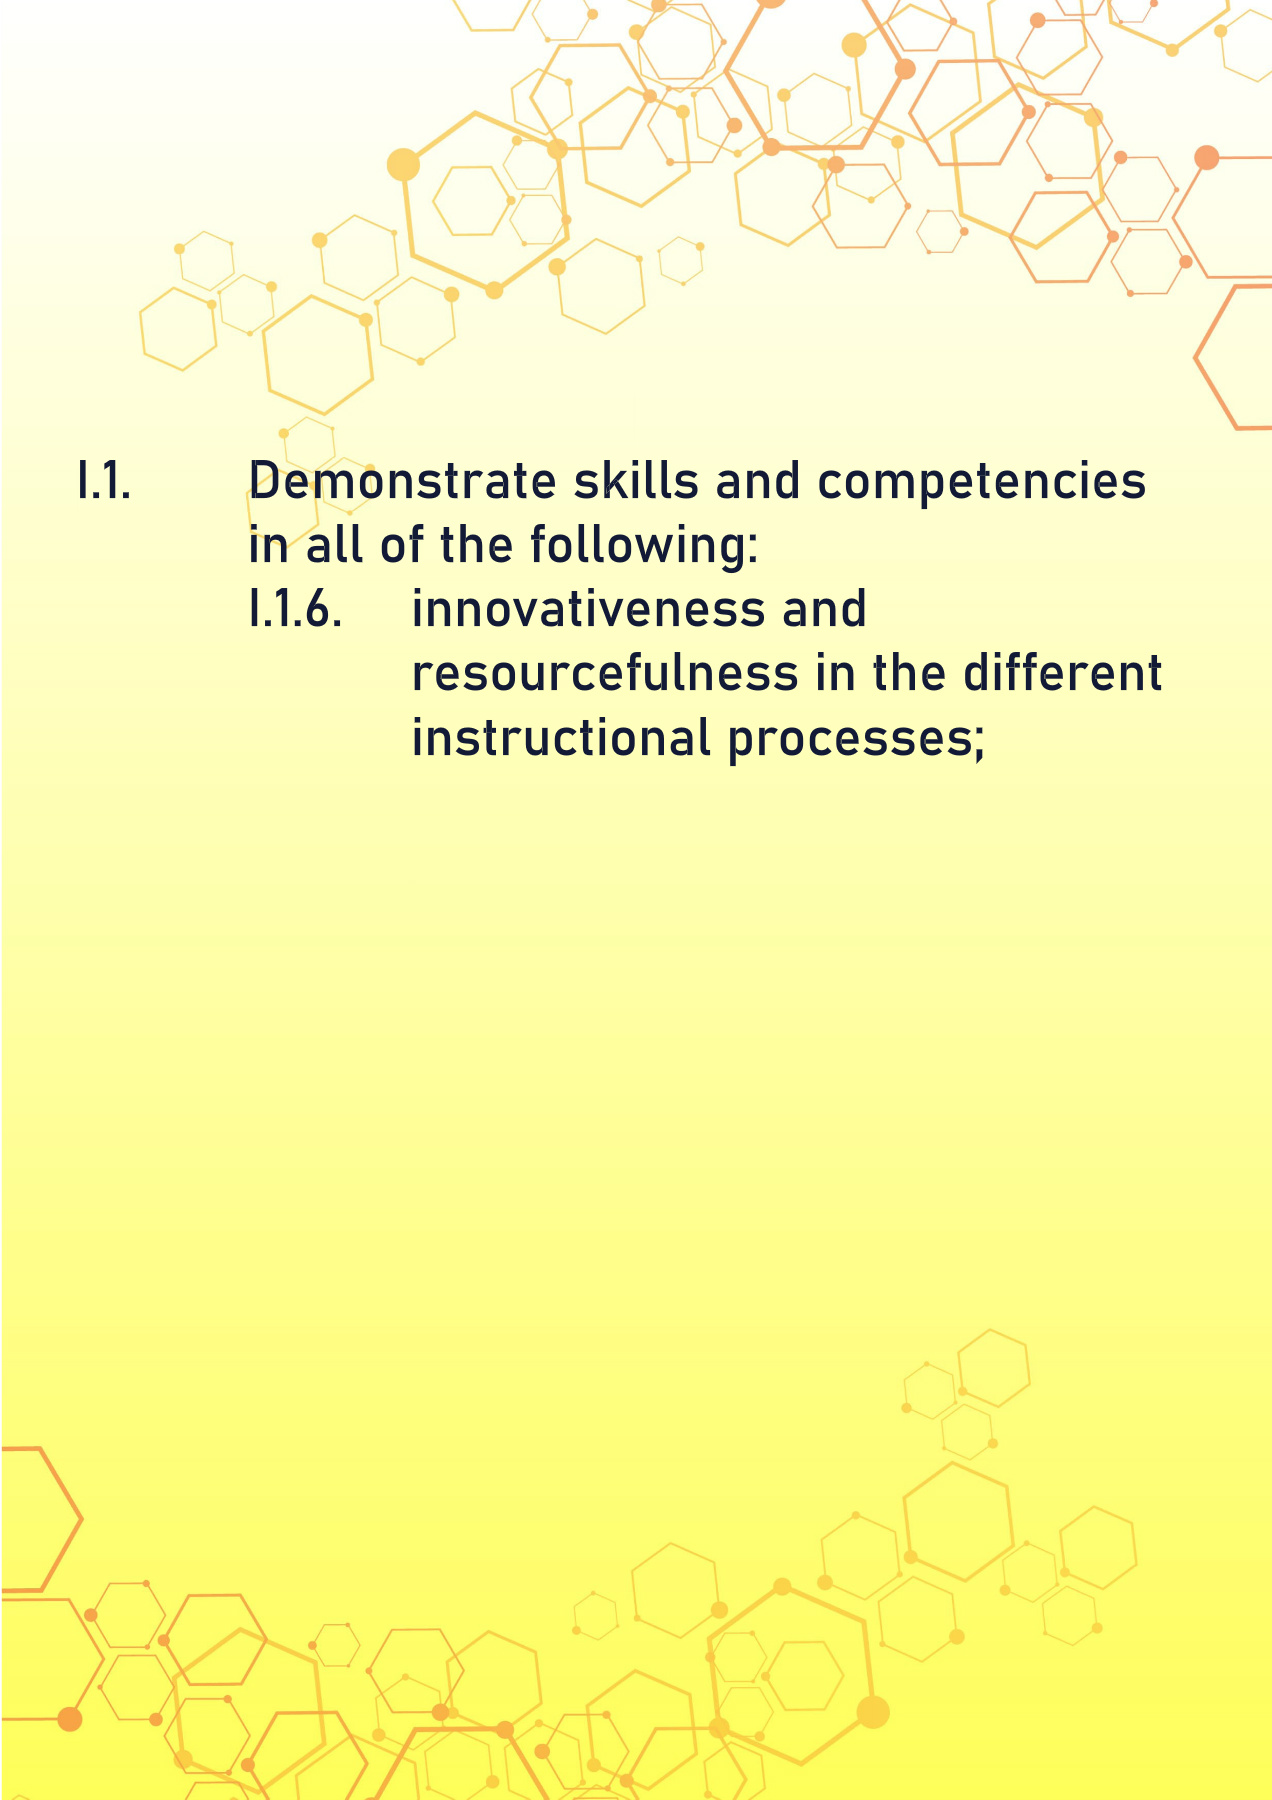 I.1. Demonstrate skills and competencies
in all of the following:
I.1.6. innovativeness and
resourcefulness in the different
instructional processes;